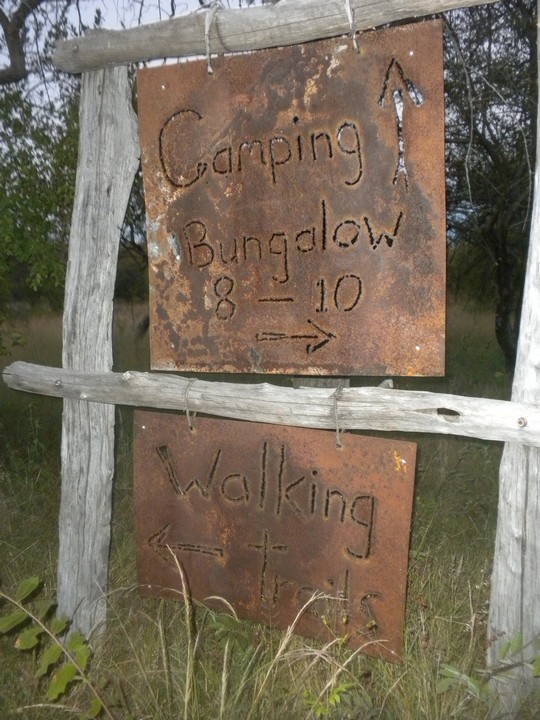 Camping ↑
Bungalow
8 — 10
→
Walking
← trails